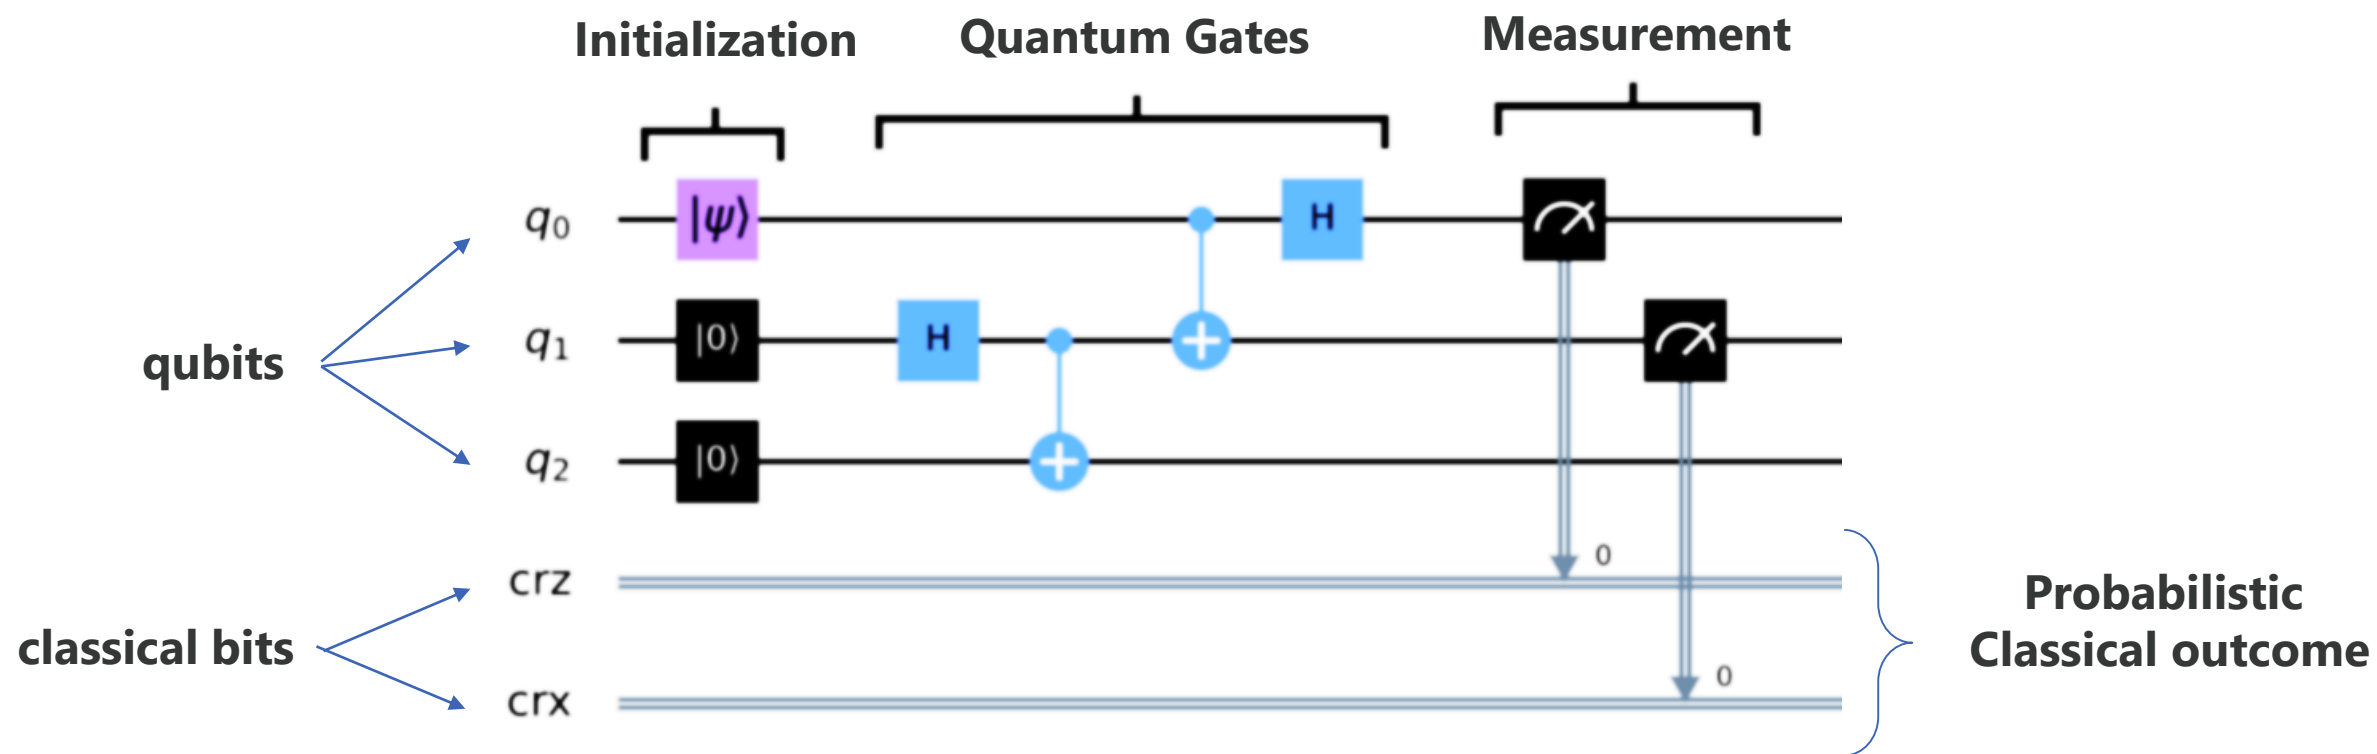 Initialization
Quantum Gates
Measurement
q0
|ψ⟩
H
q1
|0⟩
H
qubits
q2
|0⟩
crz
0
classical bits
crx
0
Probabilistic
Classical outcome